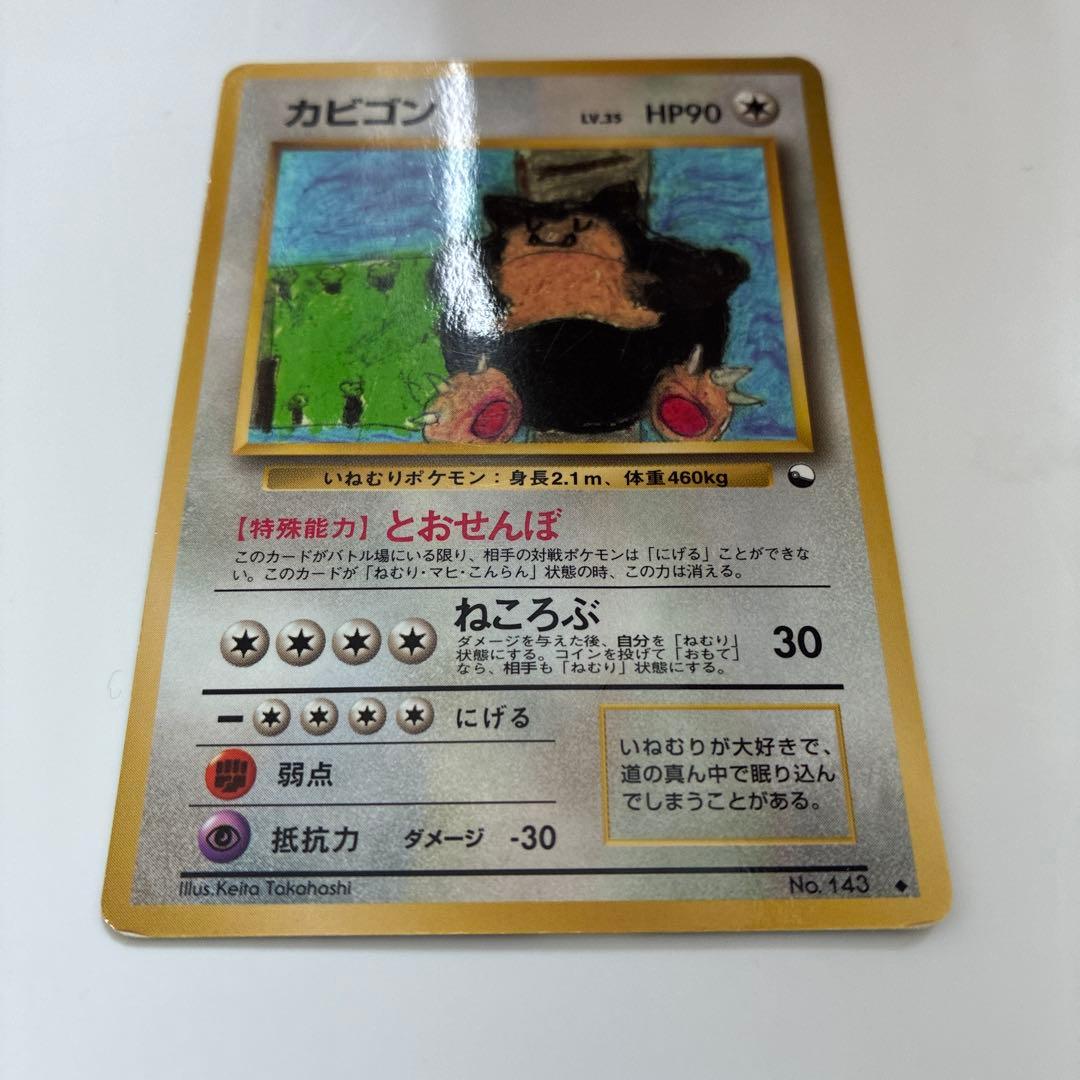 カビゴン LV.35 HP90
いねむりポケモン：身長2.1m、体重460kg
【特殊能力】とおせんぼ
このカードがバトル場にいる限り、相手の対戦ポケモンは「にげる」ことができな
い。このカードが「ねむり・マヒ・こんらん」状態の時、この力は消える。
ねころぶ
ダメージを与えた後、自分を「ねむり」
状態にする。コインを投げて「おもて」
なら、相手も「ねむり」状態にする。
30
にげる
弱点
抵抗力 ダメージ -30
いねむりが大好きで、
道の真ん中で眠り込ん
でしまうことがある。
Illus.Keita Takahashi
No. 143